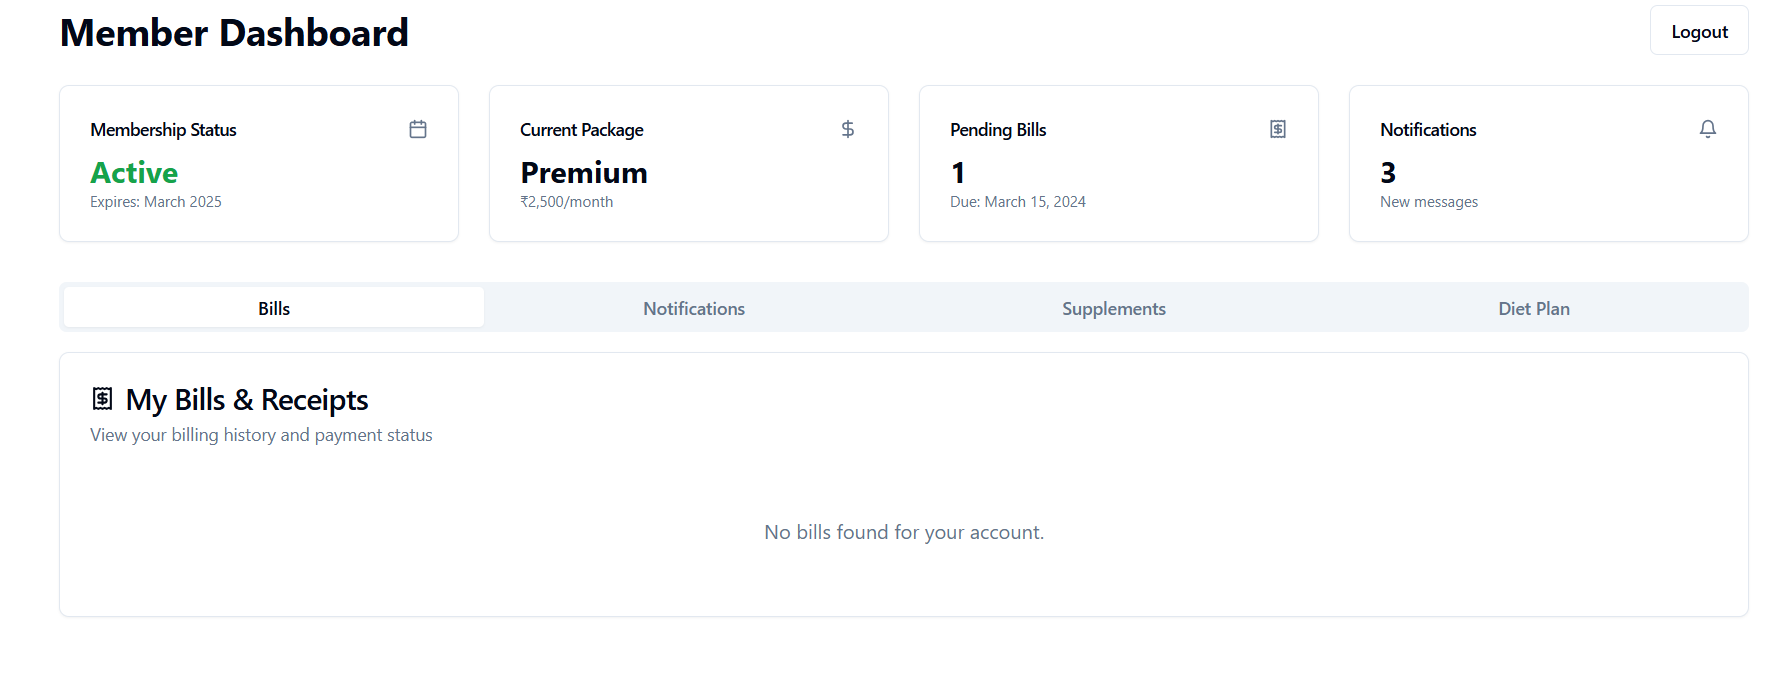 Member Dashboard
Logout
Membership Status
Active
Expires: March 2025
Current Package
Premium
₹2,500/month
Pending Bills
1
Due: March 15, 2024
Notifications
3
New messages
Bills
Notifications
Supplements
Diet Plan
My Bills & Receipts
View your billing history and payment status
No bills found for your account.